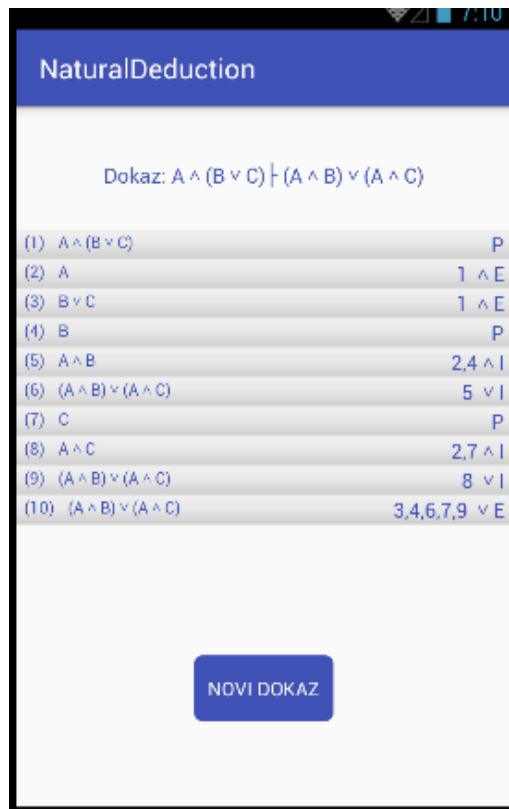 7:10
NaturalDeduction
Dokaz: A ∧ (B ∨ C) ├ (A ∧ B) ∨ (A ∧ C)
(1) A ∧ (B ∨ C) P
(2) A 1 ∧ E
(3) B ∨ C 1 ∧ E
(4) B P
(5) A ∧ B 2,4 ∧ I
(6) (A ∧ B) ∨ (A ∧ C) 5 ∨ I
(7) C P
(8) A ∧ C 2,7 ∧ I
(9) (A ∧ B) ∨ (A ∧ C) 8 ∨ I
(10) (A ∧ B) ∨ (A ∧ C) 3,4,6,7,9 ∨ E
NOVI DOKAZ